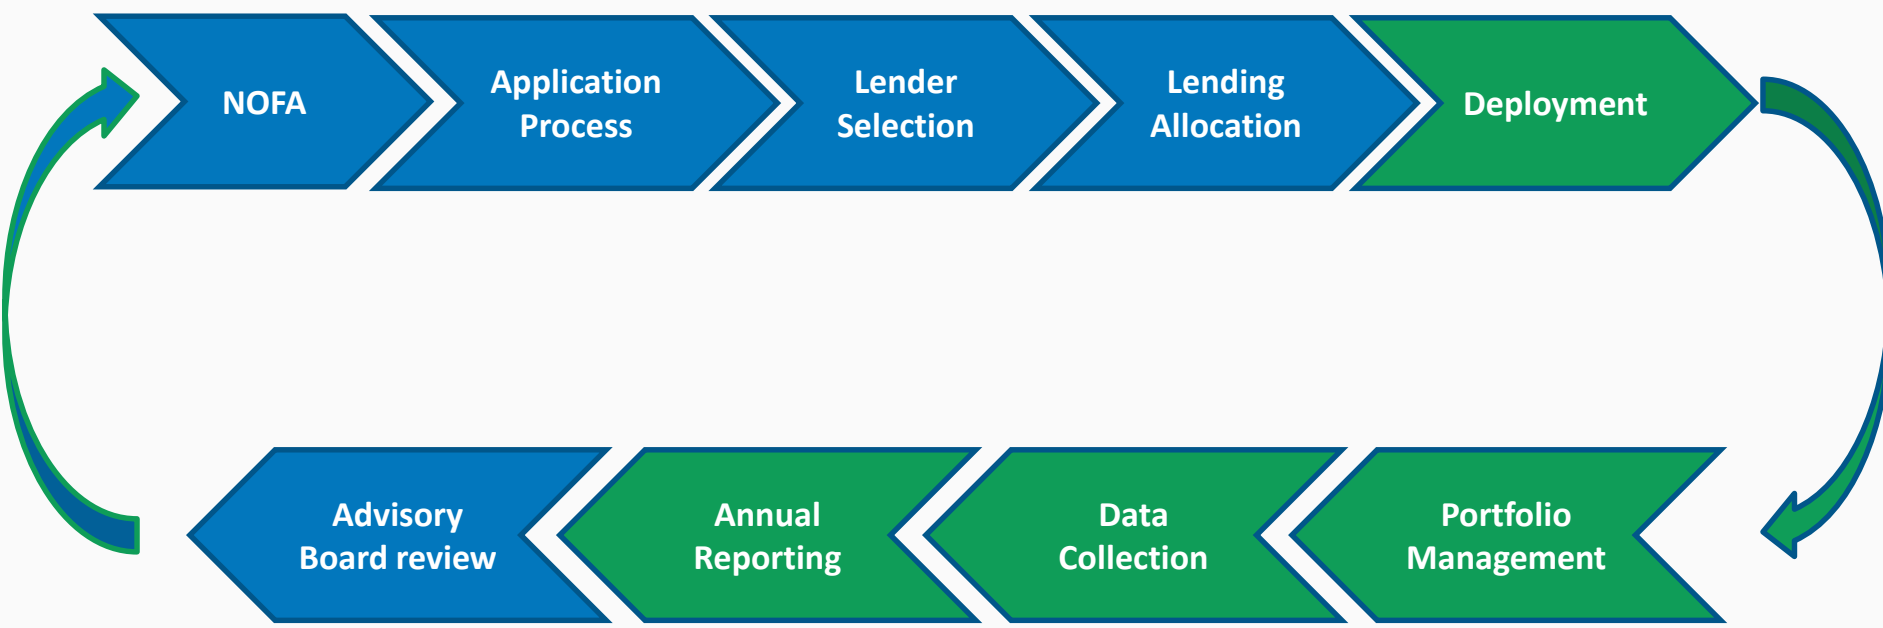 NOFA
Application
Process
Lender
Selection
Lending
Allocation
Deployment
Advisory
Board review
Annual
Reporting
Data
Collection
Portfolio
Management